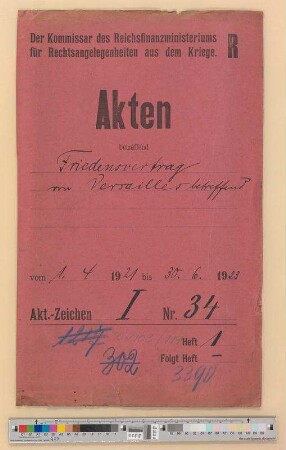 Der Kommissar des Reichsfinanzministeriums
für Rechtsangelegenheiten aus dem Kriege. R
Akten
betreffend
Friedensvertrag
von Versailles betreffend
vom 1. 4 1921 bis 30. 6. 1923
Akt.-Zeichen I Nr. 34
Heft 1
302 Folgt Heft –
3390